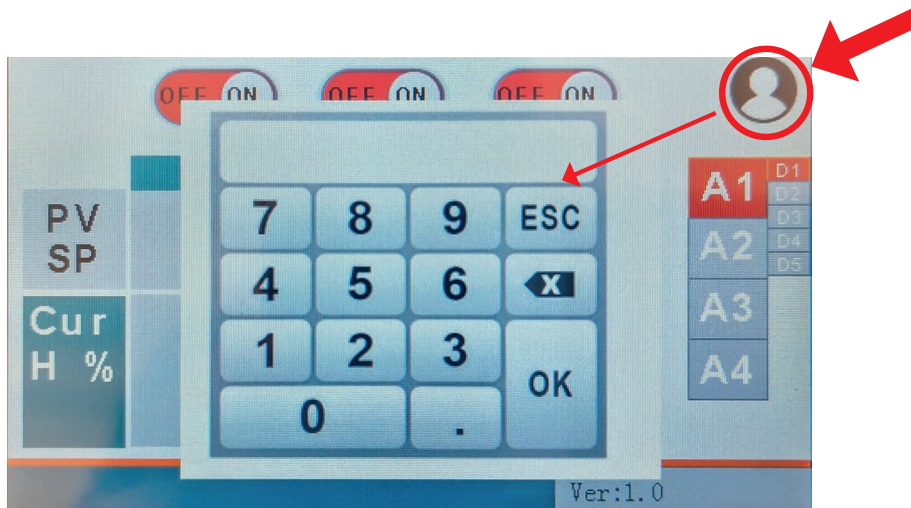 OFF ON OFF ON OFF ON
A1 D1
D2
D3
A2 D4
D5
PV
SP
7 8 9 ESC
4 5 6 X
1 2 3
OK
0 .
Cur
H %
A3
A4
Ver:1.0